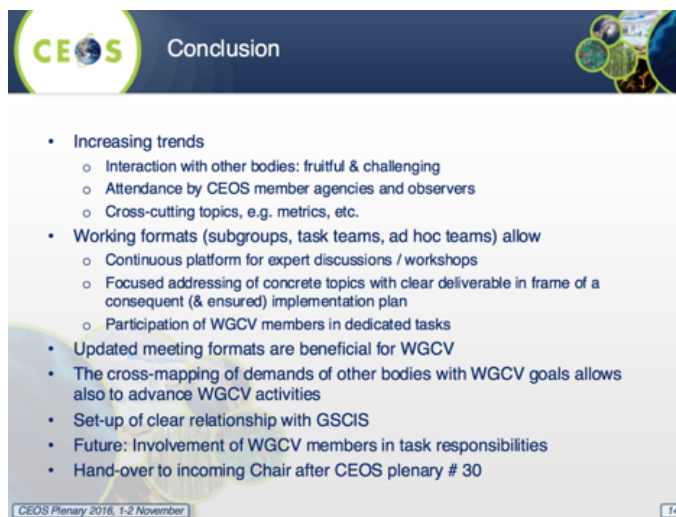 CEOS
Conclusion
• Increasing trends
o Interaction with other bodies: fruitful & challenging
o Attendance by CEOS member agencies and observers
o Cross-cutting topics, e.g. metrics, etc.
• Working formats (subgroups, task teams, ad hoc teams) allow
o Continuous platform for expert discussions / workshops
o Focused addressing of concrete topics with clear deliverable in frame of a
consequent (& ensured) implementation plan
o Participation of WGCV members in dedicated tasks
• Updated meeting formats are beneficial for WGCV
• The cross-mapping of demands of other bodies with WGCV goals allows
also to advance WGCV activities
• Set-up of clear relationship with GSCIS
• Future: Involvement of WGCV members in task responsibilities
• Hand-over to incoming Chair after CEOS plenary # 30
CEOS Plenary 2016, 1-2 November
14